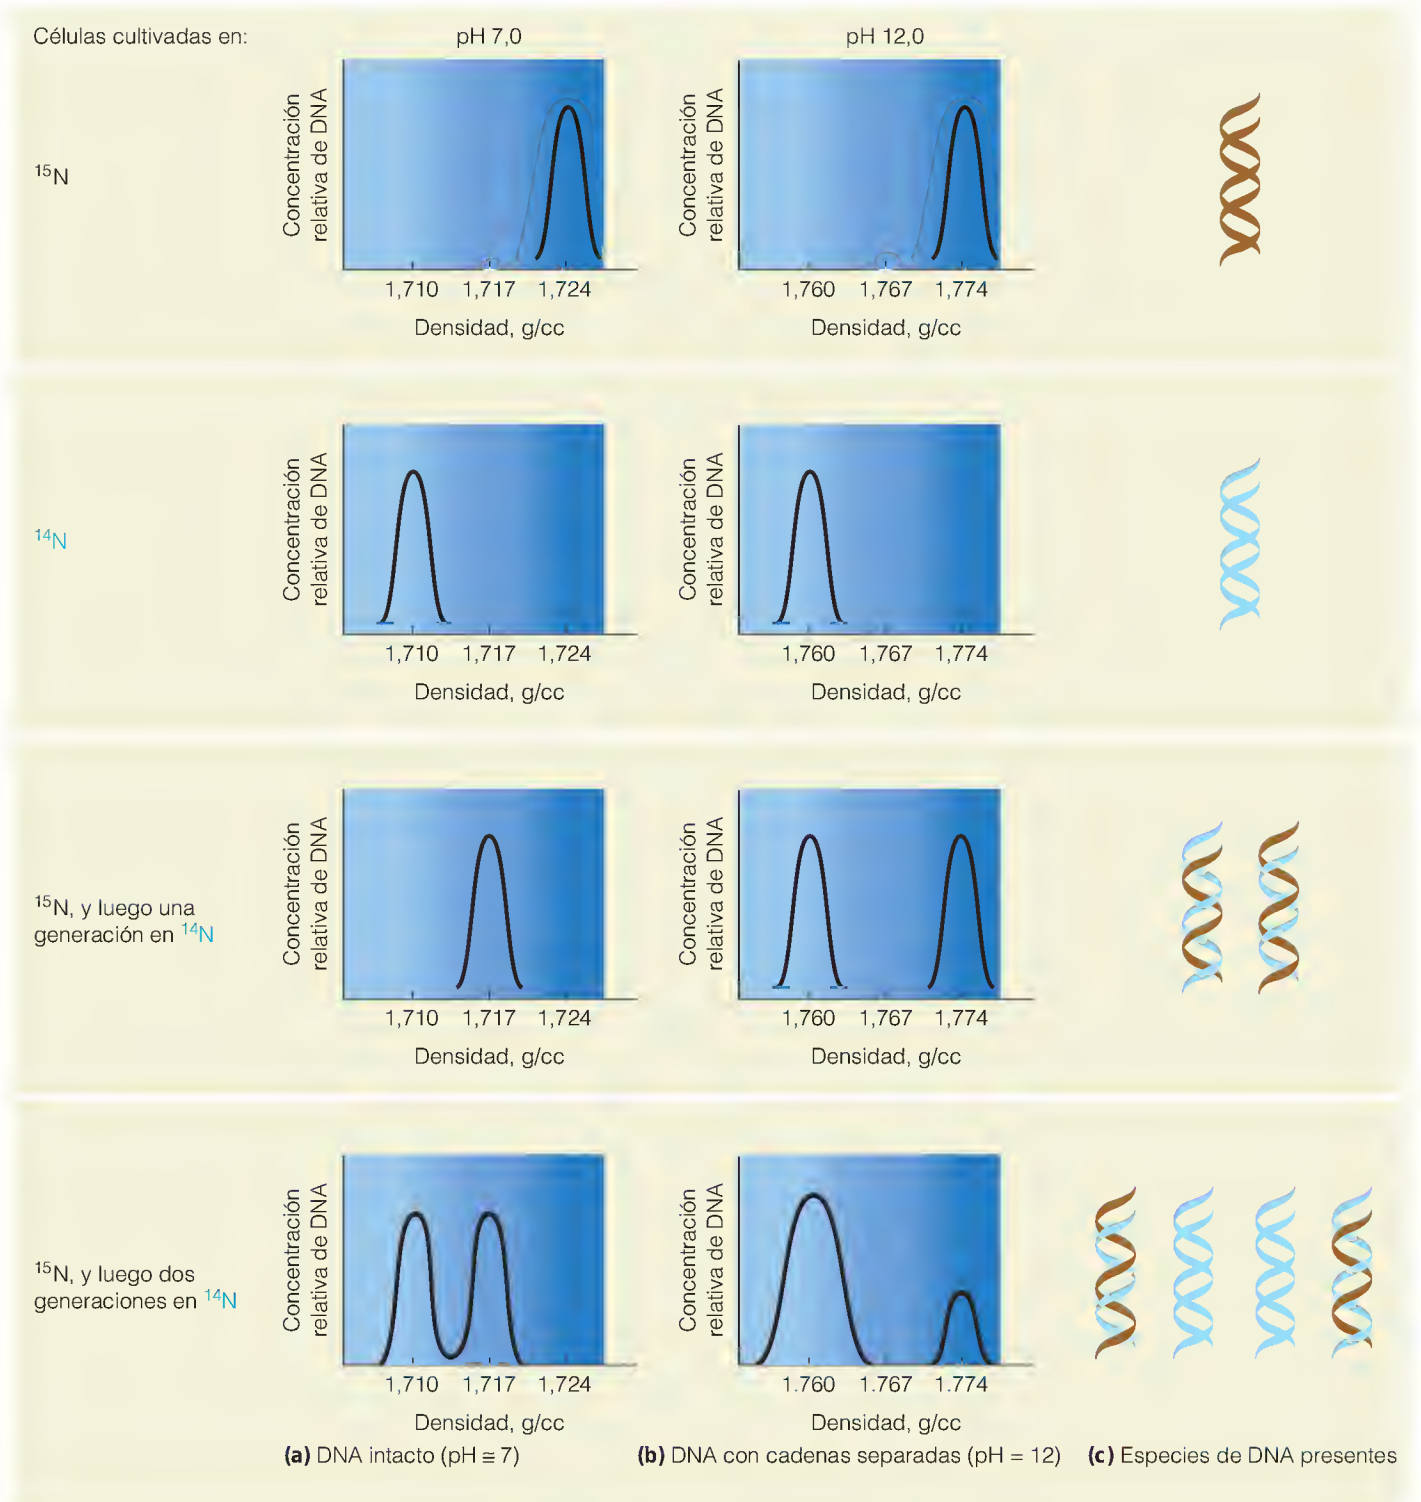 Células cultivadas en:
pH 7,0
pH 12,0
¹⁵N
Concentración
relativa de DNA
1,710 1,717 1,724
Densidad, g/cc
Concentración
relativa de DNA
1,760 1,767 1,774
Densidad, g/cc
¹⁴N
Concentración
relativa de DNA
1,710 1,717 1,724
Densidad, g/cc
Concentración
relativa de DNA
1,760 1,767 1,774
Densidad, g/cc
¹⁵N, y luego una
generación en ¹⁴N
Concentración
relativa de DNA
1,710 1,717 1,724
Densidad, g/cc
Concentración
relativa de DNA
1,760 1,767 1,774
Densidad, g/cc
¹⁵N, y luego dos
generaciones en ¹⁴N
Concentración
relativa de DNA
1,710 1,717 1,724
Densidad, g/cc
Concentración
relativa de DNA
1.760 1.767 1.774
Densidad, g/cc
(a) DNA intacto (pH ≅ 7)
(b) DNA con cadenas separadas (pH = 12)
(c) Especies de DNA presentes